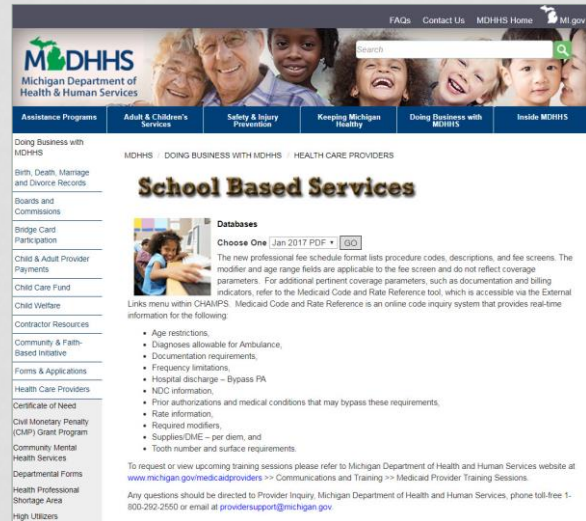 FAQs Contact Us MDHHS Home MI.gov
MDHHS
Michigan Department of
Health & Human Services
Search
Assistance Programs
Adult & Children's
Services
Safety & Injury
Prevention
Keeping Michigan
Healthy
Doing Business with
MDHHS
Inside MDHHS
Doing Business with
MDHHS
Birth, Death, Marriage
and Divorce Records
Boards and
Commissions
Bridge Card
Participation
Child & Adult Provider
Payments
Child Care Fund
Child Welfare
Contractor Resources
Community & Faith-
Based Initiative
Forms & Applications
Health Care Providers
Certificate of Need
Civil Monetary Penalty
(CMP) Grant Program
Community Mental
Health Services
Departmental Forms
Health Professional
Shortage Area
High Utilizers
MDHHS / DOING BUSINESS WITH MDHHS / HEALTH CARE PROVIDERS
School Based Services
Databases
Choose One Jan 2017 PDF GO
The new professional fee schedule format lists procedure codes, descriptions, and fee screens. The
modifier and age range fields are applicable to the fee screen and do not reflect coverage
parameters. For additional pertinent coverage parameters, such as documentation and billing
indicators, refer to the Medicaid Code and Rate Reference tool, which is accessible via the External
Links menu within CHAMPS. Medicaid Code and Rate Reference is an online code inquiry system that provides real-time
information for the following:
• Age restrictions,
• Diagnoses allowable for Ambulance,
• Documentation requirements,
• Frequency limitations,
• Hospital discharge – Bypass PA
• NDC information,
• Prior authorizations and medical conditions that may bypass these requirements,
• Rate information,
• Required modifiers,
• Supplies/DME – per diem, and
• Tooth number and surface requirements.
To request or view upcoming training sessions please refer to Michigan Department of Health and Human Services website at
www.michigan.gov/medicaidproviders >> Communications and Training >> Medicaid Provider Training Sessions.
Any questions should be directed to Provider Inquiry, Michigan Department of Health and Human Services, phone toll-free 1-
800-292-2550 or email at providersupport@michigan.gov.